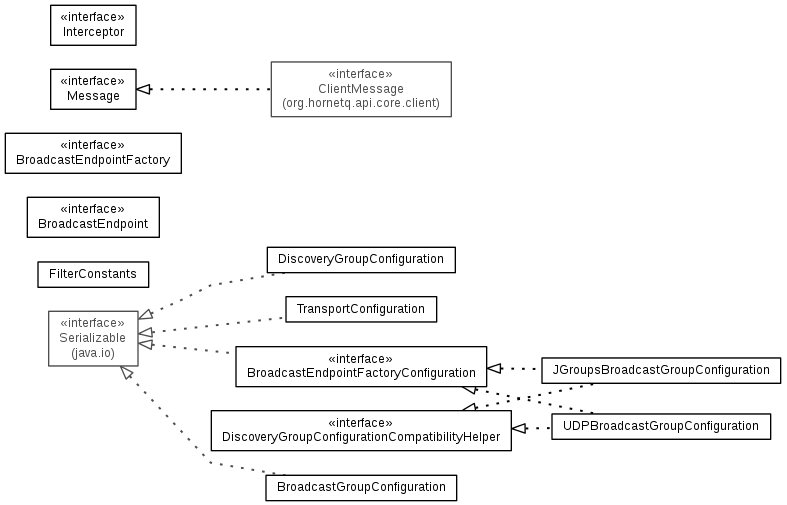 «interface»
Interceptor
«interface»
Message
«interface»
ClientMessage
(org.hornetq.api.core.client)
«interface»
BroadcastEndpointFactory
«interface»
BroadcastEndpoint
DiscoveryGroupConfiguration
FilterConstants
TransportConfiguration
«interface»
Serializable
(java.io)
«interface»
BroadcastEndpointFactoryConfiguration
JGroupsBroadcastGroupConfiguration
«interface»
DiscoveryGroupConfigurationCompatibilityHelper
UDPBroadcastGroupConfiguration
BroadcastGroupConfiguration